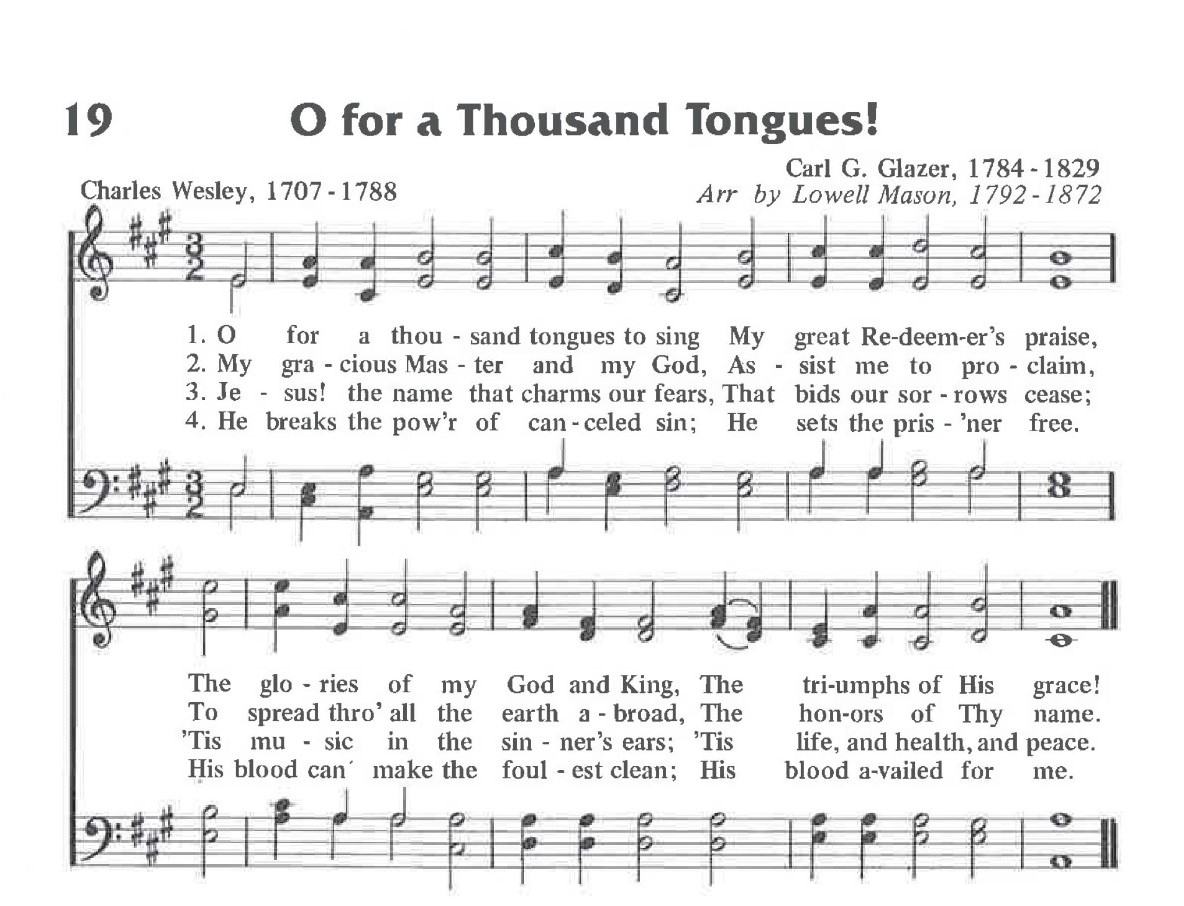 19 O for a Thousand Tongues!
Carl G. Glazer, 1784-1829
Charles Wesley, 1707-1788
Arr by Lowell Mason, 1792-1872
3
2
1. O for a thou - sand tongues to sing My great Re-deem-er's praise,
2. My gra - cious Mas - ter and my God, As - sist me to pro - claim,
3. Je - sus! the name that charms our fears, That bids our sor - rows cease;
4. He breaks the pow'r of can - celed sin; He sets the pris - 'ner free.
3
2
The glo - ries of my God and King, The tri-umphs of His grace!
To spread thro' all the earth a - broad, The hon-ors of Thy name.
'Tis mu - sic in the sin - ner's ears; 'Tis life, and health, and peace.
His blood can´ make the foul - est clean; His blood a-vailed for me.